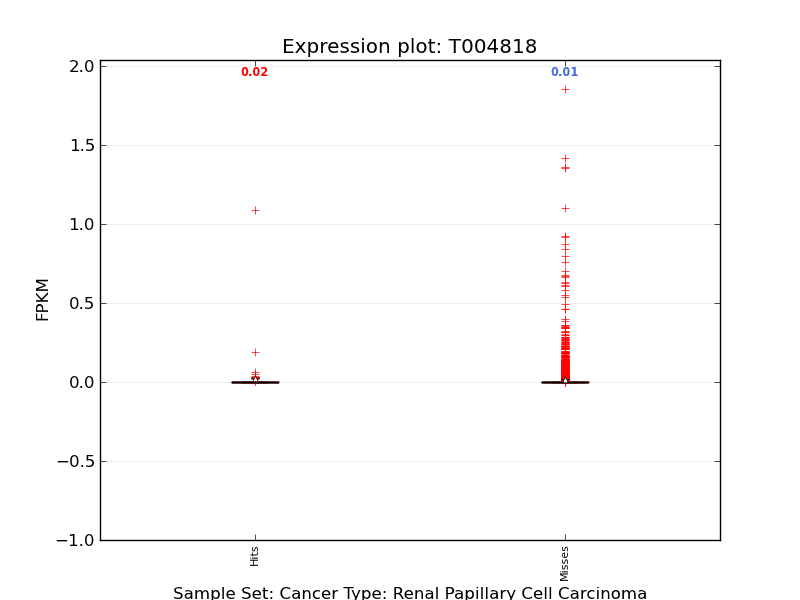 Expression plot: T004818
0.02
0.01
2.0
1.5
1.0
0.5
0.0
−0.5
−1.0
FPKM
Hits
Misses
Sample Set: Cancer Type: Renal Papillary Cell Carcinoma